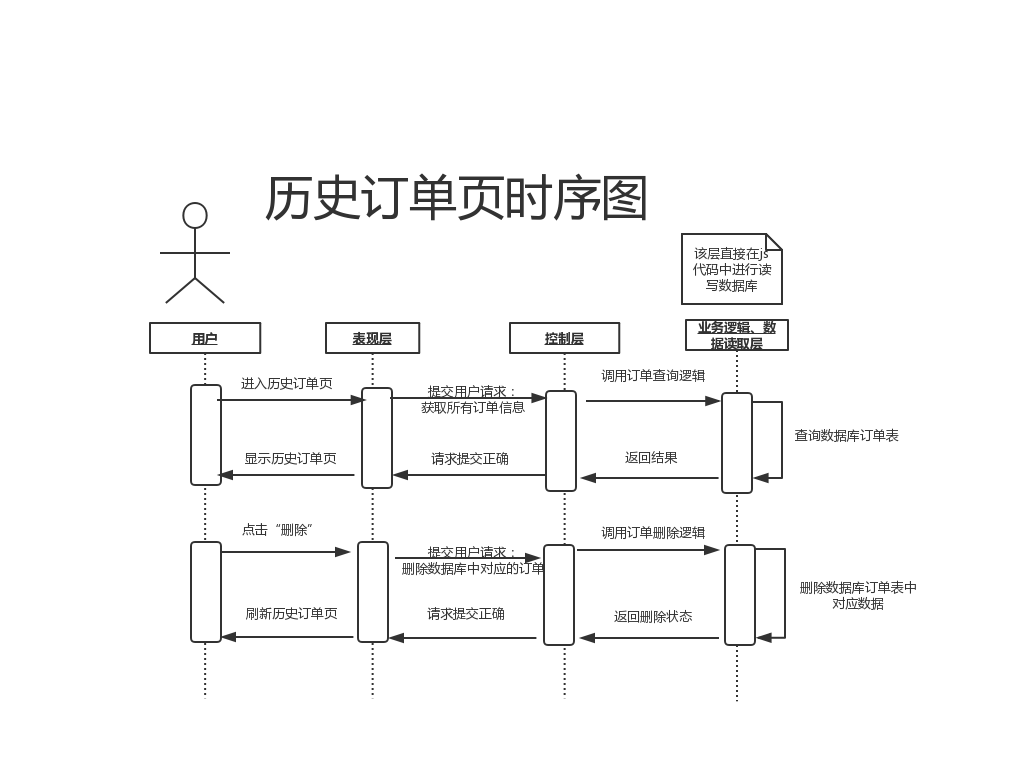 历史订单页时序图
该层直接在js
代码中进行读
写数据库
用户
表现层
控制层
业务逻辑、数
据读取层
进入历史订单页
提交用户请求：
获取所有订单信息
调用订单查询逻辑
查询数据库订单表
显示历史订单页
请求提交正确
返回结果
点击“删除”
提交用户请求：
删除数据库中对应的订单
调用订单删除逻辑
删除数据库订单表中
对应数据
刷新历史订单页
请求提交正确
返回删除状态